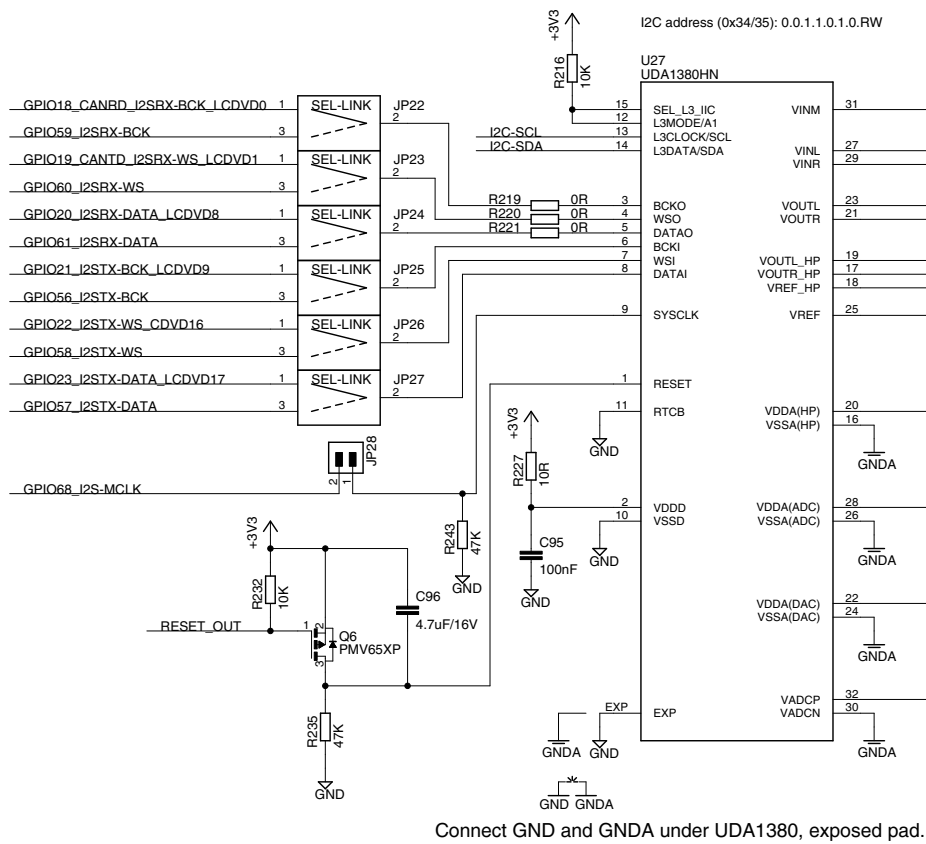 I2C address (0x34/35): 0.0.1.1.0.1.0.RW
+3V3
R216
10K
U27
UDA1380HN
GPIO18_CANRD_I2SRX-BCK_LCDVD0 1 SEL-LINK JP22
2
GPIO59_I2SRX-BCK 3
GPIO19_CANTD_I2SRX-WS_LCDVD1 1 SEL-LINK JP23
2
GPIO60_I2SRX-WS 3
GPIO20_I2SRX-DATA_LCDVD8 1 SEL-LINK JP24
2
GPIO61_I2SRX-DATA 3
GPIO21_I2STX-BCK_LCDVD9 1 SEL-LINK JP25
2
GPIO56_I2STX-BCK 3
GPIO22_I2STX-WS_CDVD16 1 SEL-LINK JP26
2
GPIO58_I2STX-WS 3
GPIO23_I2STX-DATA_LCDVD17 1 SEL-LINK JP27
2
GPIO57_I2STX-DATA 3
JP28
2
1
GPIO68_I2S-MCLK
I2C-SCL
I2C-SDA
R219 0R
R220 0R
R221 0R
15 SEL_L3_IIC
12 L3MODE/A1
13 L3CLOCK/SCL
14 L3DATA/SDA
3 BCKO
4 WSO
5 DATAO
6 BCKI
7 WSI
8 DATAI
9 SYSCLK
1 RESET
11 RTCB
GND
2 VDDD
10 VSSD
GND
EXP EXP
GNDA GND
VINM 31
VINL 27
VINR 29
VOUTL 23
VOUTR 21
VOUTL_HP 19
VOUTR_HP 17
VREF_HP 18
VREF 25
VDDA(HP) 20
VSSA(HP) 16
GNDA
VDDA(ADC) 28
VSSA(ADC) 26
GNDA
VDDA(DAC) 22
VSSA(DAC) 24
GNDA
VADCP 32
VADCN 30
GNDA
+3V3
R227
10R
C95
100nF
GND
R243
47K
GND
+3V3
R232
10K
RESET_OUT
1
2
3
Q6
PMV65XP
C96
4.7uF/16V
R235
47K
GND
GND GNDA
Connect GND and GNDA under UDA1380, exposed pad.